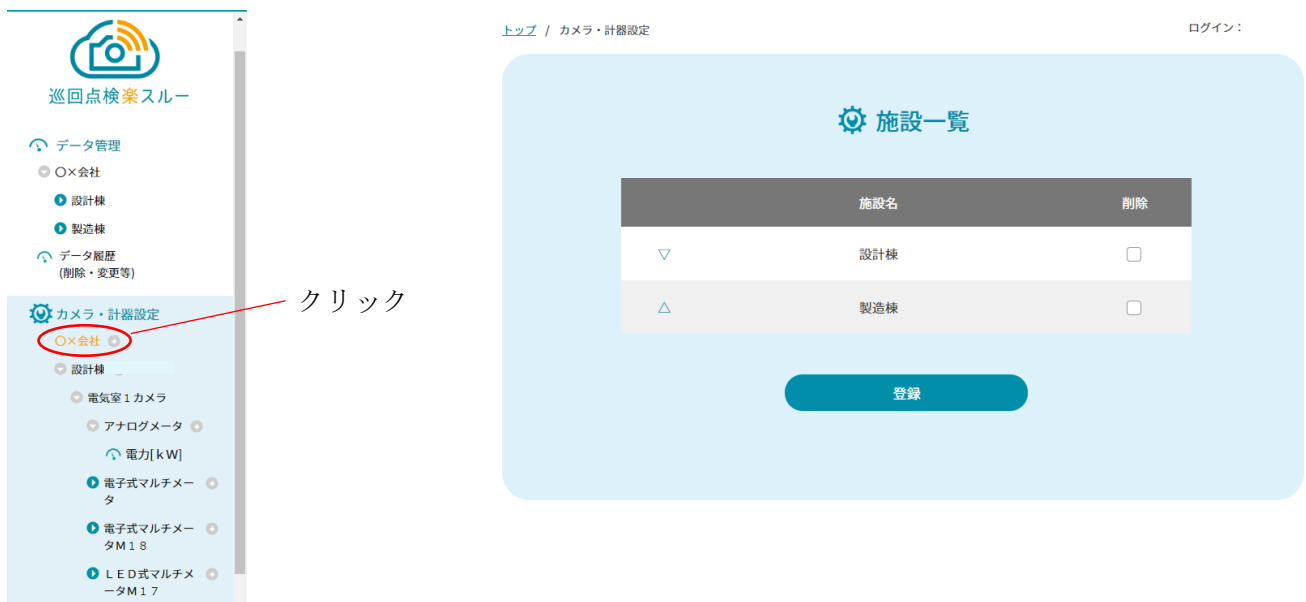 巡回点検楽スルー
データ管理
〇×会社
設計棟
製造棟
データ履歴
(削除・変更等)
カメラ・計器設定
〇×会社
設計棟
電気室1カメラ
アナログメータ
電力[ｋW]
電子式マルチメー
タ
電子式マルチメー
タM１８
ＬＥＤ式マルチメ
ータM１７
クリック
トップ / カメラ・計器設定
ログイン：
施設一覧
施設名 削除
▽ 設計棟
△ 製造棟
登録